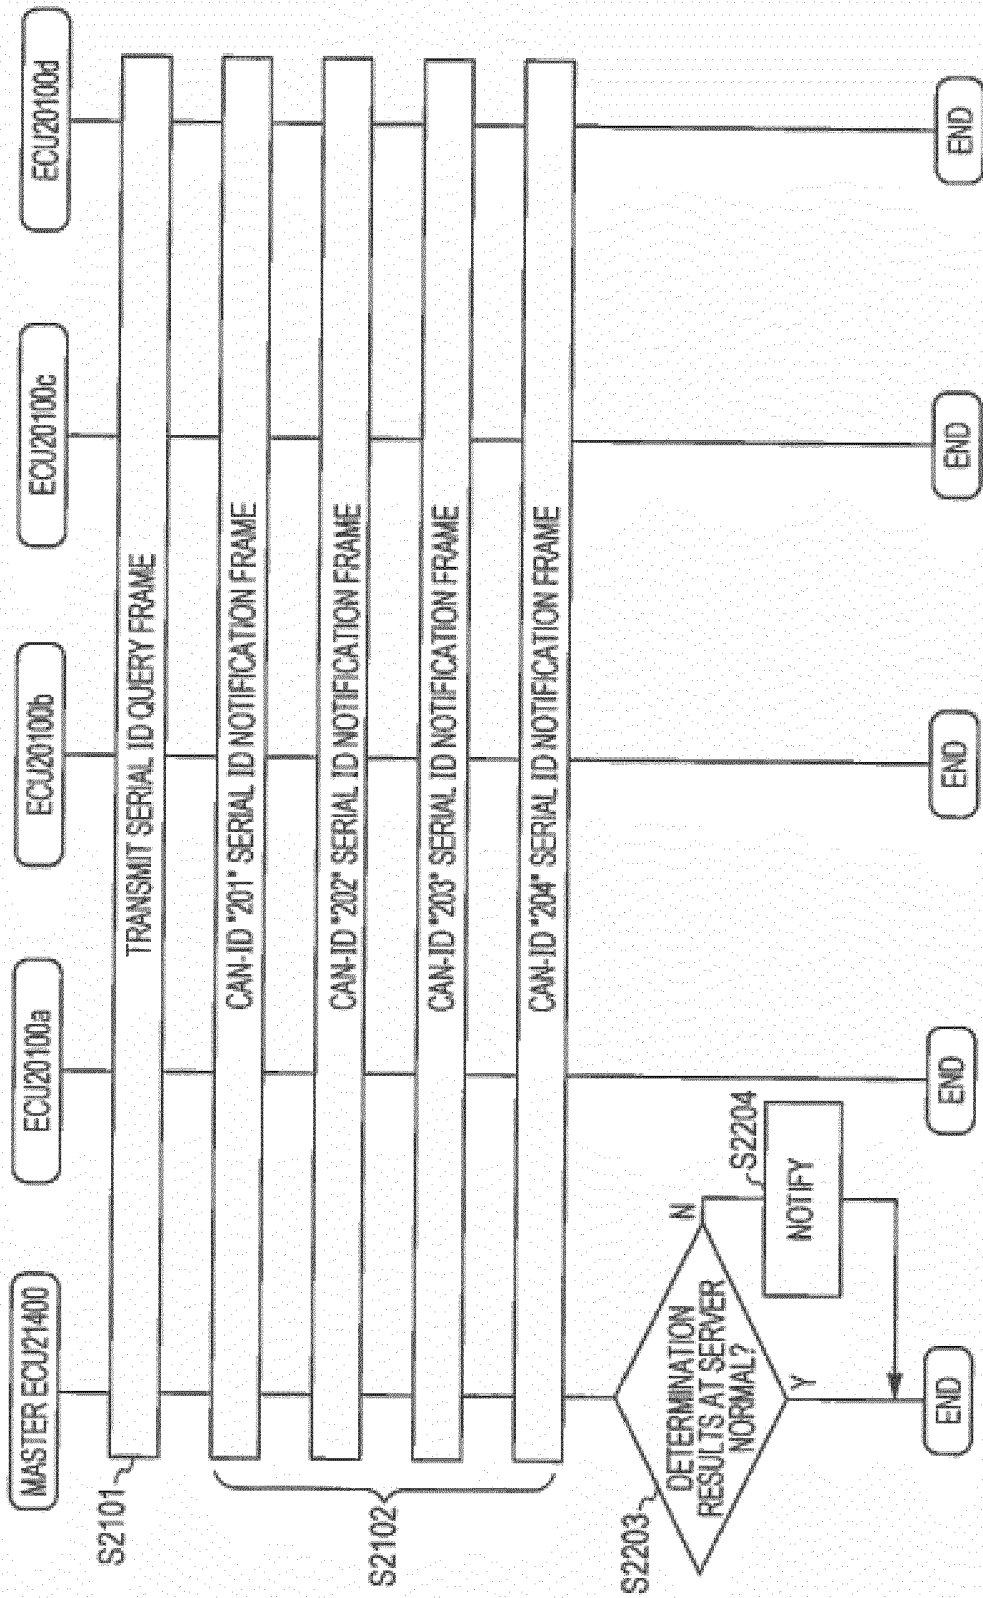 MASTER ECU21400
ECU20100a
ECU20100b
ECU20100c
ECU20100d
S2101
TRANSMIT SERIAL ID QUERY FRAME
S2102
CAN-ID "201" SERIAL ID NOTIFICATION FRAME
CAN-ID "202" SERIAL ID NOTIFICATION FRAME
CAN-ID "203" SERIAL ID NOTIFICATION FRAME
CAN-ID "204" SERIAL ID NOTIFICATION FRAME
S2203
DETERMINATION
RESULTS AT SERVER
NORMAL?
N
S2204
NOTIFY
Y
END
END
END
END
END